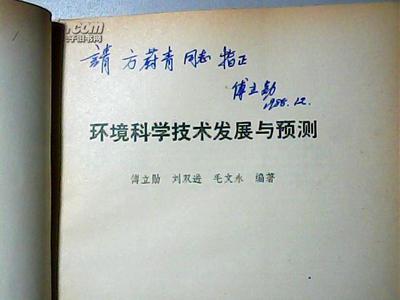 .com
请 方蔚青 同志 指正
傅立勋
1988.12.
环境科学技术发展与预测
傅立勋 刘双进 毛文永 编著